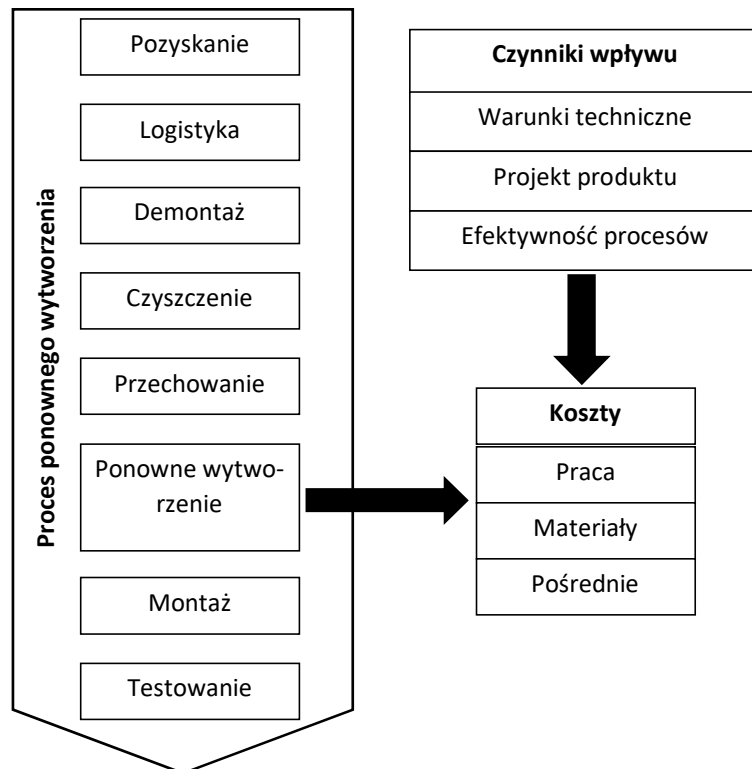 Proces ponownego wytworzenia
Pozyskanie
Logistyka
Demontaż
Czyszczenie
Przechowanie
Ponowne wytwo-
rzenie
Montaż
Testowanie
Czynniki wpływu
Warunki techniczne
Projekt produktu
Efektywność procesów
Koszty
Praca
Materiały
Pośrednie